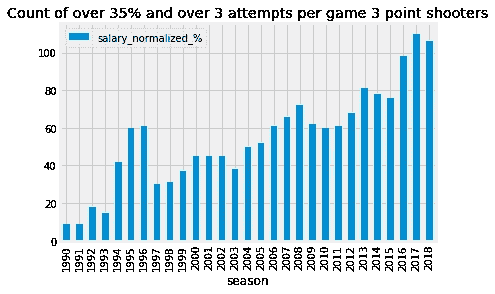 Count of over 35% and over 3 attempts per game 3 point shooters
salary_normalized_%
100
80
60
40
20
0
1990 1991 1992 1993 1994 1995 1996 1997 1998 1999 2000 2001 2002 2003 2004 2005 2006 2007 2008 2009 2010 2011 2012 2013 2014 2015 2016 2017 2018
season